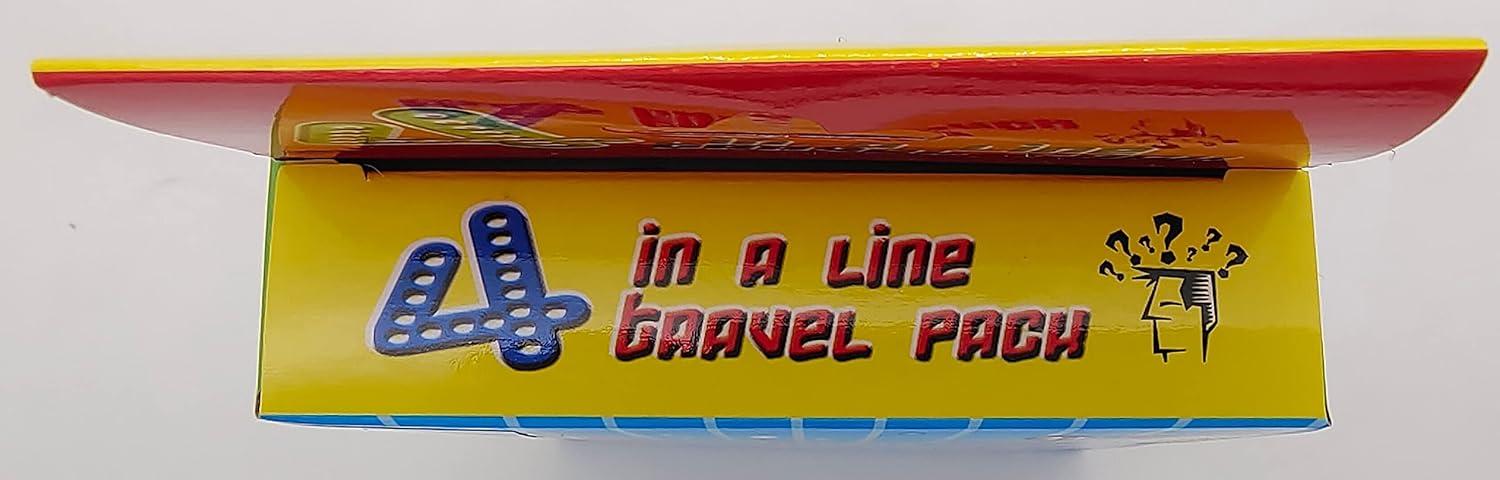 4 in a line
travel pack